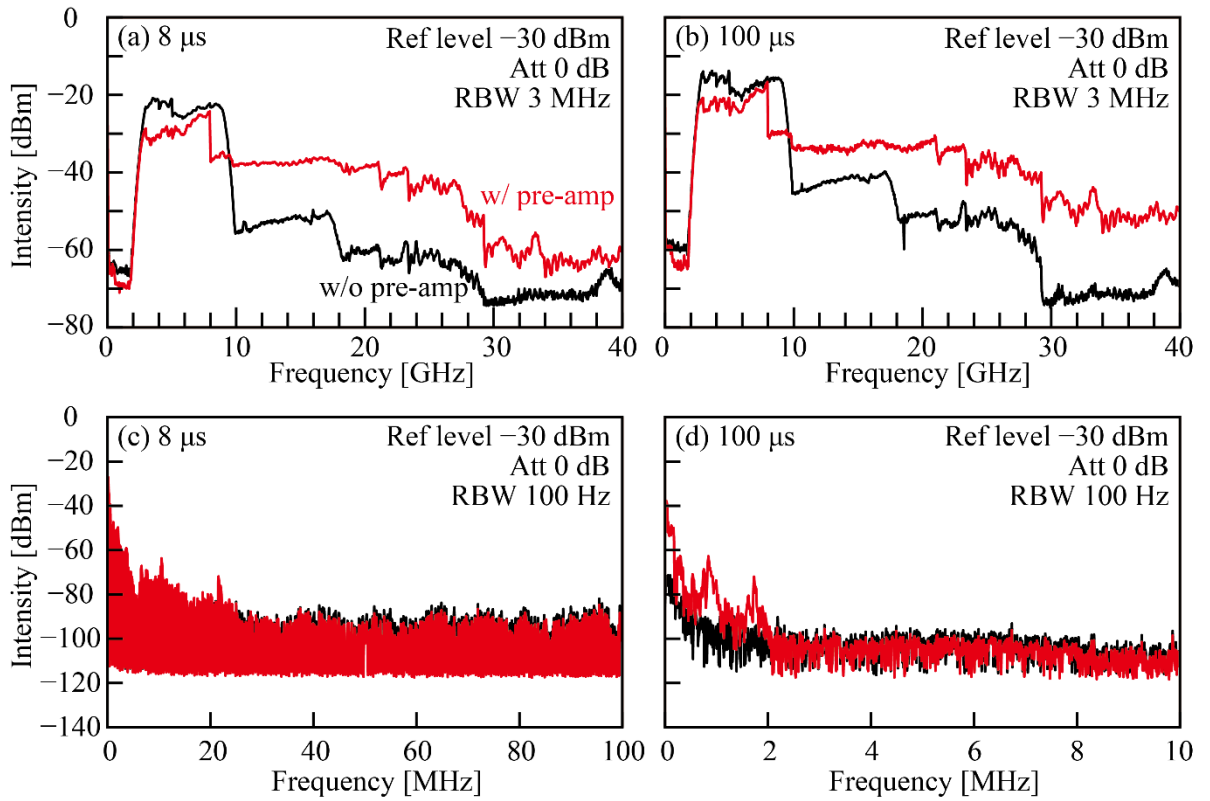 (a) 8 μs
Ref level −30 dBm
Att 0 dB
RBW 3 MHz
w/ pre-amp
w/o pre-amp
0
−20
−40
−60
−80
Intensity [dBm]
0 10 20 30 40
Frequency [GHz]
(b) 100 μs
Ref level −30 dBm
Att 0 dB
RBW 3 MHz
0 10 20 30 40
Frequency [GHz]
(c) 8 μs
Ref level −30 dBm
Att 0 dB
RBW 100 Hz
0
−20
−40
−60
−80
−100
−120
−140
Intensity [dBm]
0 20 40 60 80 100
Frequency [MHz]
(d) 100 μs
Ref level −30 dBm
Att 0 dB
RBW 100 Hz
0 2 4 6 8 10
Frequency [MHz]